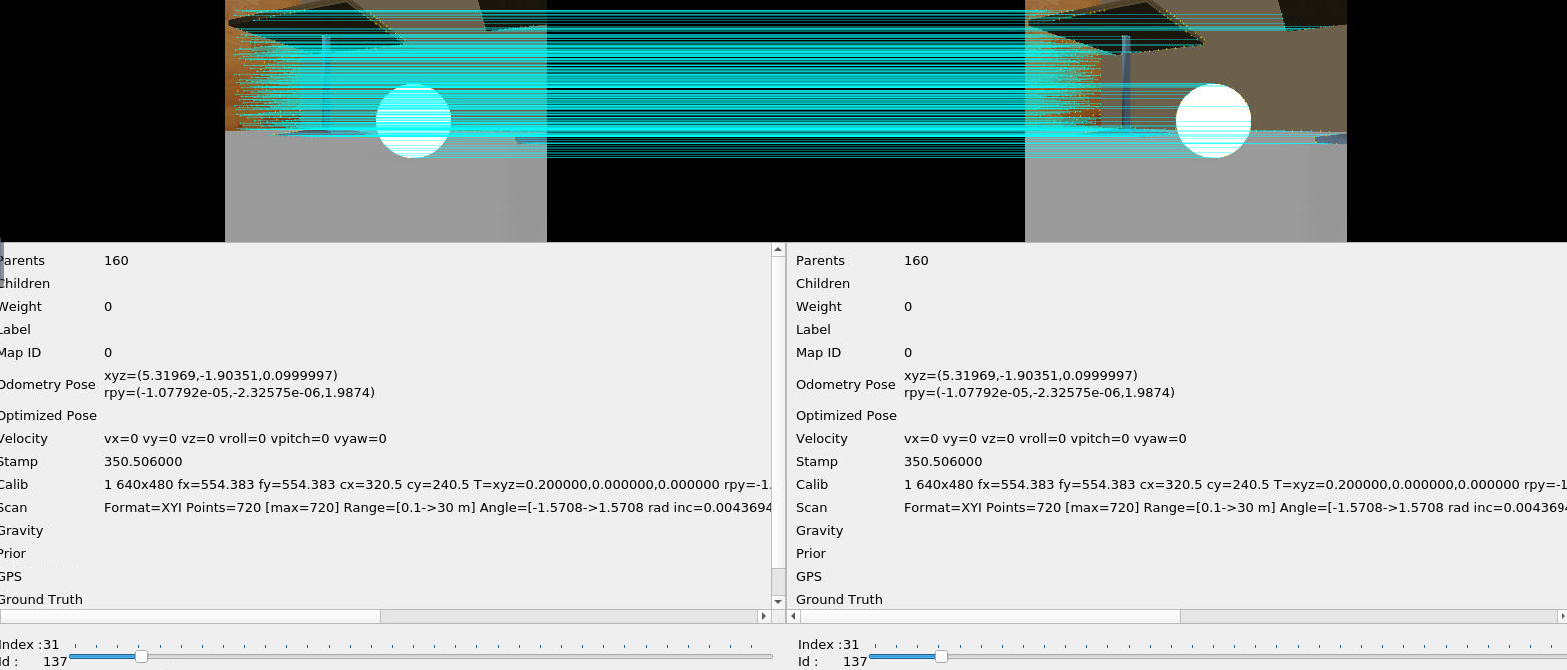 Parents 160
Children
Weight 0
Label
Map ID 0
Odometry Pose xyz=(5.31969,-1.90351,0.0999997)
rpy=(-1.07792e-05,-2.32575e-06,1.9874)
Optimized Pose
Velocity vx=0 vy=0 vz=0 vroll=0 vpitch=0 vyaw=0
Stamp 350.506000
Calib 1 640x480 fx=554.383 fy=554.383 cx=320.5 cy=240.5 T=xyz=0.200000,0.000000,0.000000 rpy=-1.
Scan Format=XYI Points=720 [max=720] Range=[0.1->30 m] Angle=[-1.5708->1.5708 rad inc=0.0043694
Gravity
Prior
GPS
Ground Truth
Index :31
Id : 137
Parents 160
Children
Weight 0
Label
Map ID 0
Odometry Pose xyz=(5.31969,-1.90351,0.0999997)
rpy=(-1.07792e-05,-2.32575e-06,1.9874)
Optimized Pose
Velocity vx=0 vy=0 vz=0 vroll=0 vpitch=0 vyaw=0
Stamp 350.506000
Calib 1 640x480 fx=554.383 fy=554.383 cx=320.5 cy=240.5 T=xyz=0.200000,0.000000,0.000000 rpy=-1
Scan Format=XYI Points=720 [max=720] Range=[0.1->30 m] Angle=[-1.5708->1.5708 rad inc=0.004369
Gravity
Prior
GPS
Ground Truth
Index :31
Id : 137